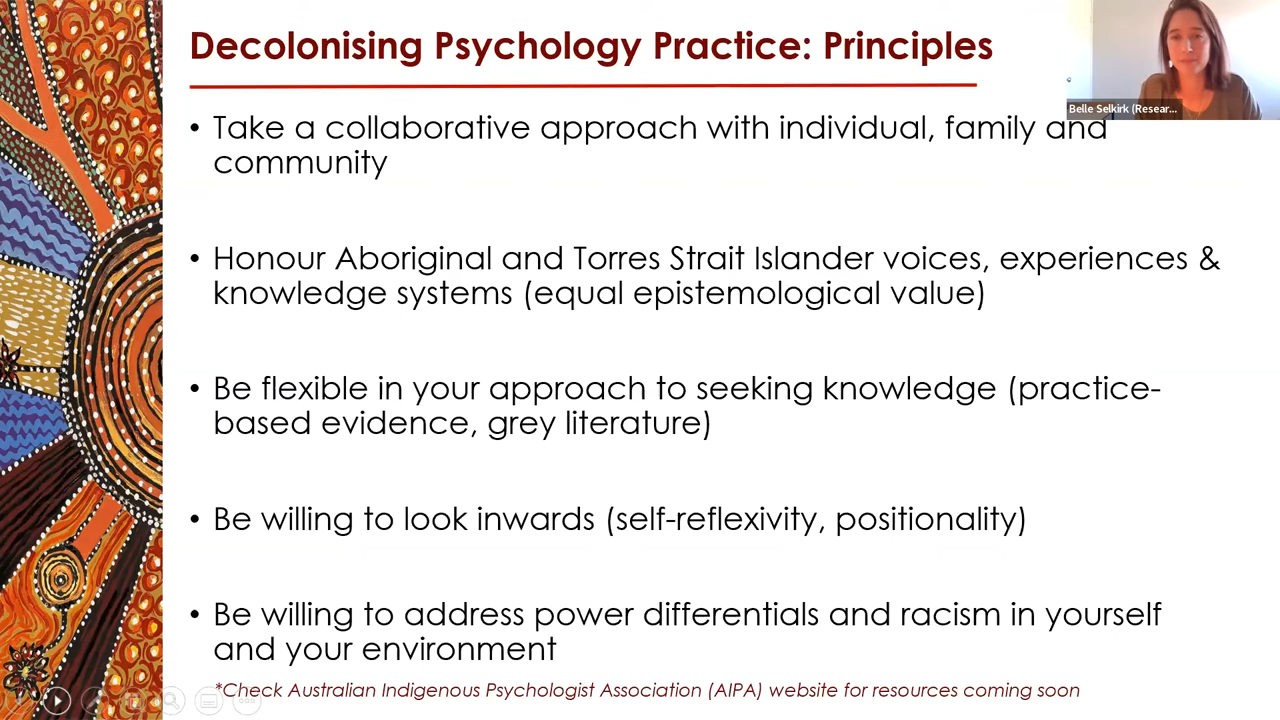 Decolonising Psychology Practice: Principles
Belle Selkirk (Resear...
• Take a collaborative approach with individual, family and
community
• Honour Aboriginal and Torres Strait Islander voices, experiences &
knowledge systems (equal epistemological value)
• Be flexible in your approach to seeking knowledge (practice-
based evidence, grey literature)
• Be willing to look inwards (self-reflexivity, positionality)
• Be willing to address power differentials and racism in yourself
and your environment
*Check Australian Indigenous Psychologist Association (AIPA) website for resources coming soon